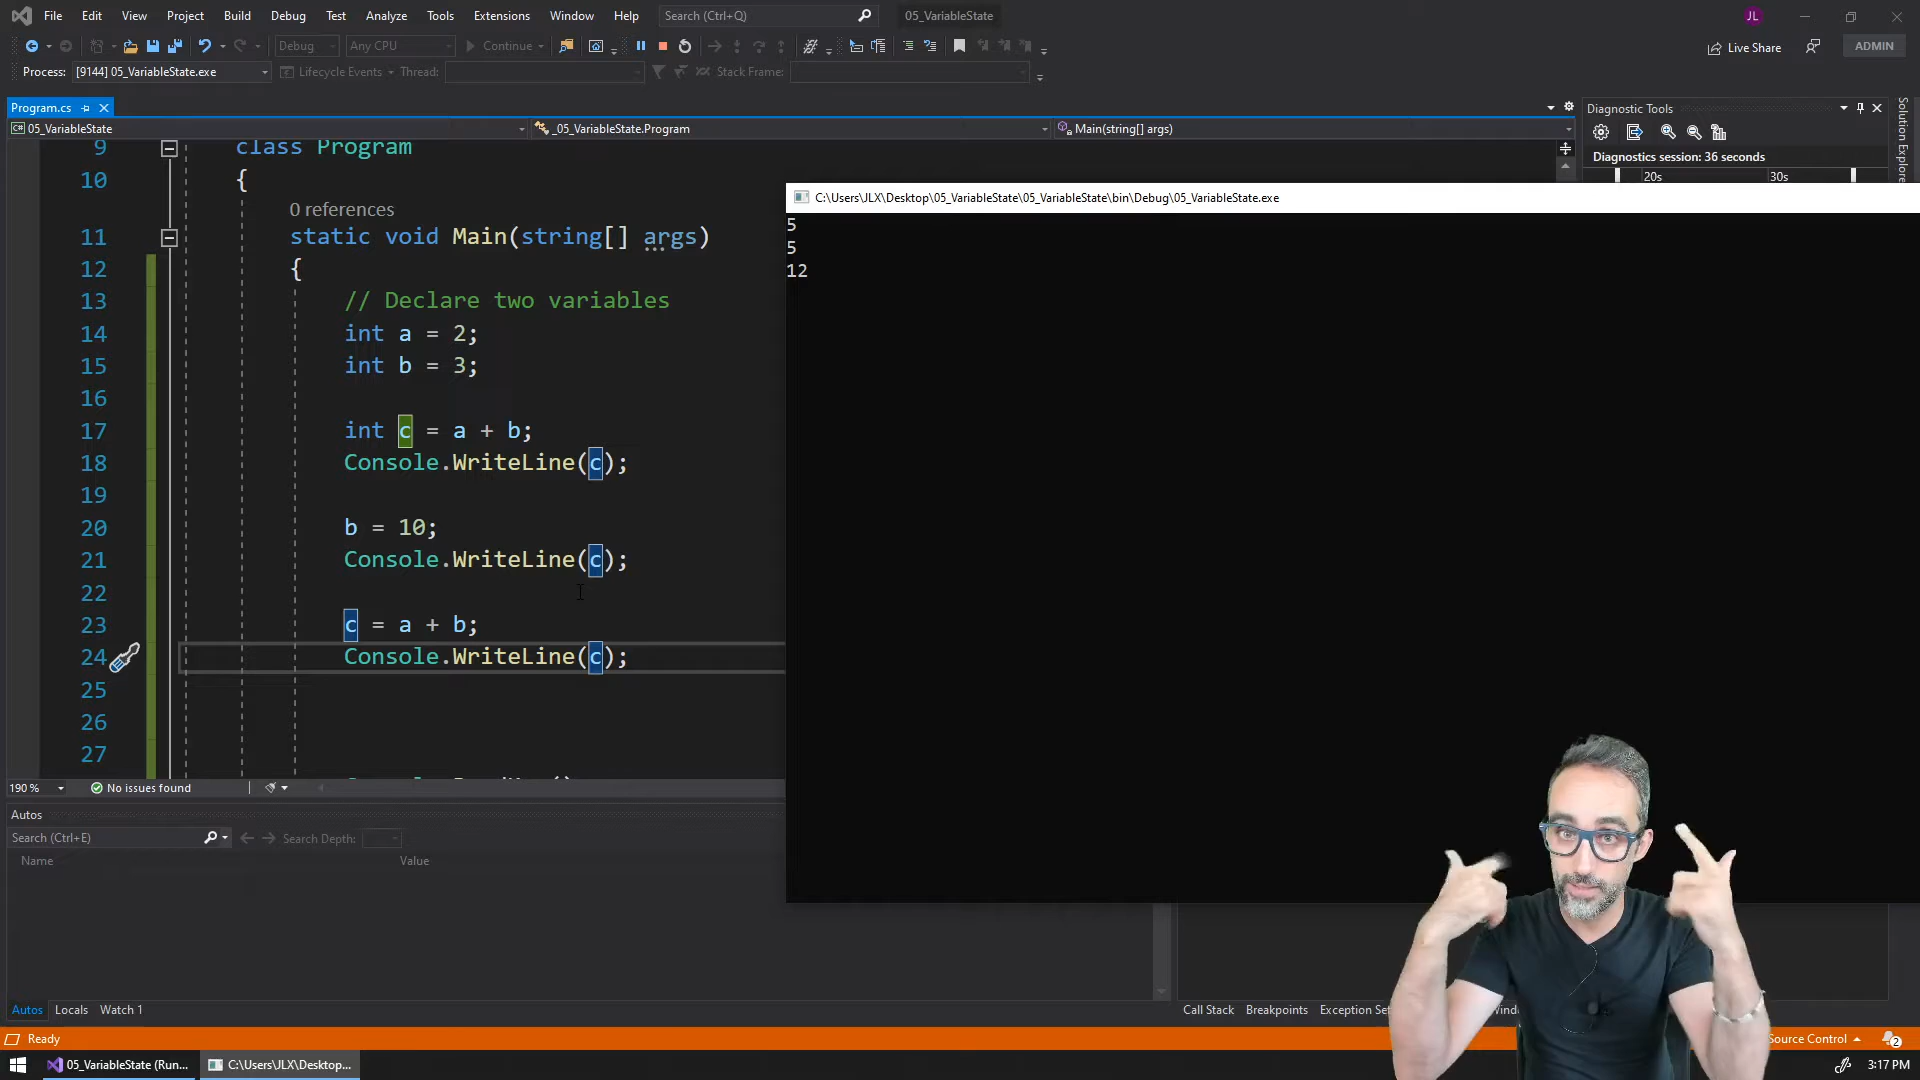 File Edit View Project Build Debug Test Analyze Tools Extensions Window Help Search (Ctrl+Q) 05_VariableState JL
Debug Any CPU Continue Live Share ADMIN
Process: [9144] 05_VariableState.exe Lifecycle Events Thread: Stack Frame:
Program.cs
05_VariableState _05_VariableState.Program Main(string[] args)
9 class Program
10 {
0 references
11 static void Main(string[] args)
12 {
13 // Declare two variables
14 int a = 2;
15 int b = 3;
16
17 int c = a + b;
18 Console.WriteLine(c);
19
20 b = 10;
21 Console.WriteLine(c);
22
23 c = a + b;
24 Console.WriteLine(c);
25
26
27
190 % No issues found
Diagnostic Tools
Diagnostics session: 36 seconds
20s 30s
Solution Explorer
C:\Users\JLX\Desktop\05_VariableState\05_VariableState\bin\Debug\05_VariableState.exe
5
5
12
Autos
Search (Ctrl+E) Search Depth:
Name Value
Autos Locals Watch 1
Call Stack Breakpoints Exception Set
Ready
Source Control 2
05_VariableState (Run... C:\Users\JLX\Desktop... 3:17 PM